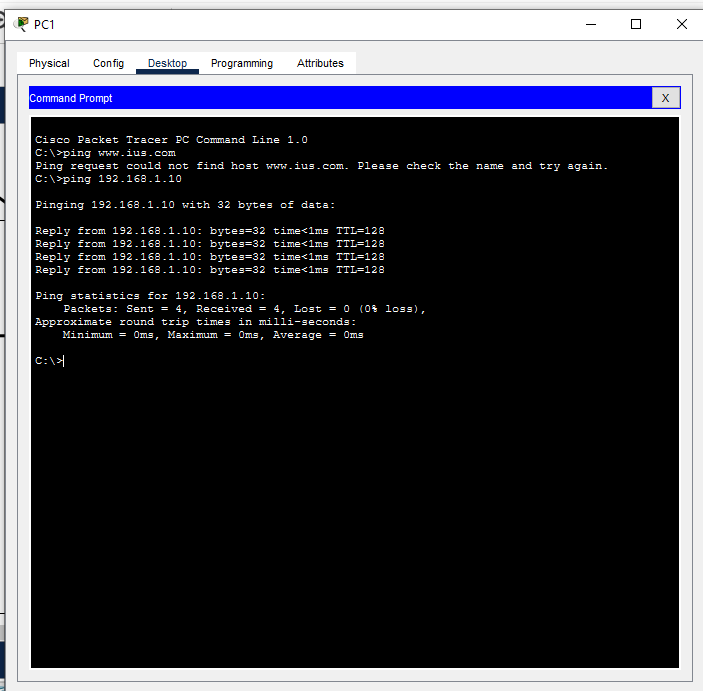 PC1
Physical Config Desktop Programming Attributes
Command Prompt X
Cisco Packet Tracer PC Command Line 1.0
C:\>ping www.ius.com
Ping request could not find host www.ius.com. Please check the name and try again.
C:\>ping 192.168.1.10
Pinging 192.168.1.10 with 32 bytes of data:
Reply from 192.168.1.10: bytes=32 time<1ms TTL=128
Reply from 192.168.1.10: bytes=32 time<1ms TTL=128
Reply from 192.168.1.10: bytes=32 time<1ms TTL=128
Reply from 192.168.1.10: bytes=32 time<1ms TTL=128
Ping statistics for 192.168.1.10:
Packets: Sent = 4, Received = 4, Lost = 0 (0% loss),
Approximate round trip times in milli-seconds:
Minimum = 0ms, Maximum = 0ms, Average = 0ms
C:\>